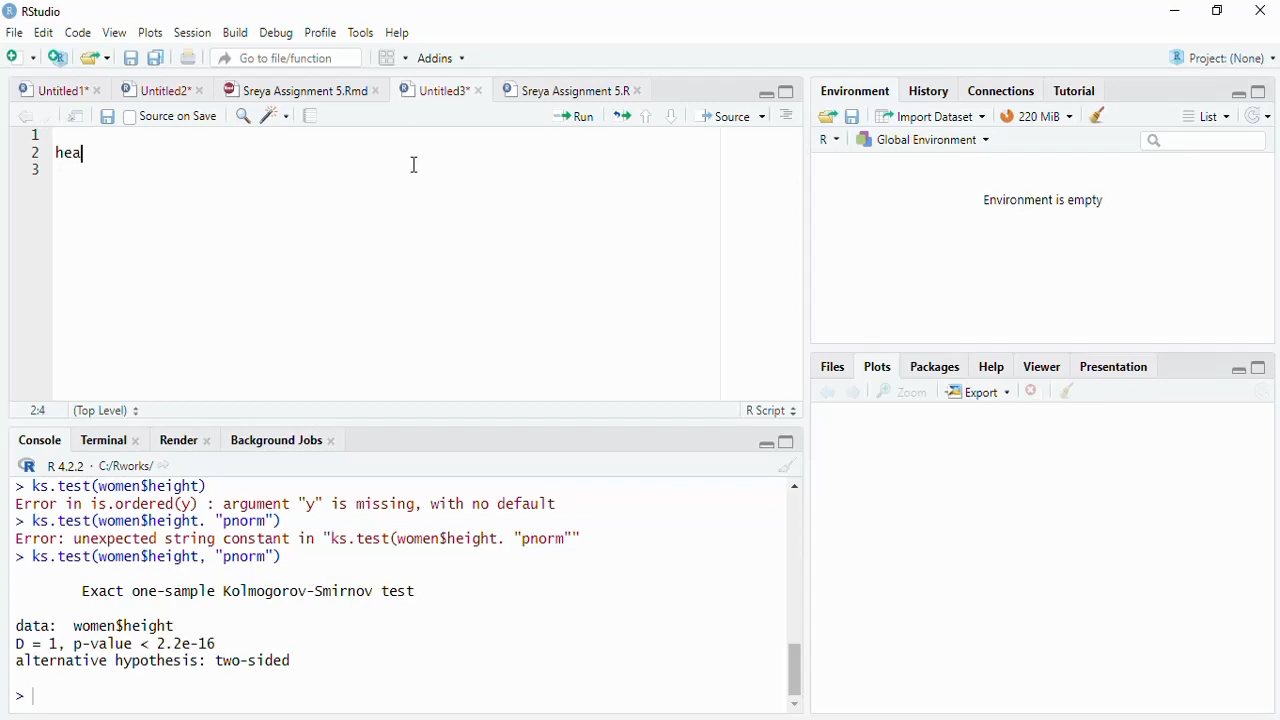 RStudio
File Edit Code View Plots Session Build Debug Profile Tools Help
Go to file/function Addins Project: (None)
Untitled1* Untitled2* Sreya Assignment 5.Rmd Untitled3* Sreya Assignment 5.R
Source on Save Run Source
1
2 hea
3
2:4 (Top Level) R Script
Console Terminal Render Background Jobs
R 4.2.2 · C:/Rworks/
> ks.test(women$height)
Error in is.ordered(y) : argument "y" is missing, with no default
> ks.test(women$height. "pnorm")
Error: unexpected string constant in "ks.test(women$height. "pnorm""
> ks.test(women$height, "pnorm")
Exact one-sample Kolmogorov-Smirnov test
data: women$height
D = 1, p-value < 2.2e-16
alternative hypothesis: two-sided
>
Environment History Connections Tutorial
Import Dataset 220 MiB List
R Global Environment
Environment is empty
Files Plots Packages Help Viewer Presentation
Zoom Export